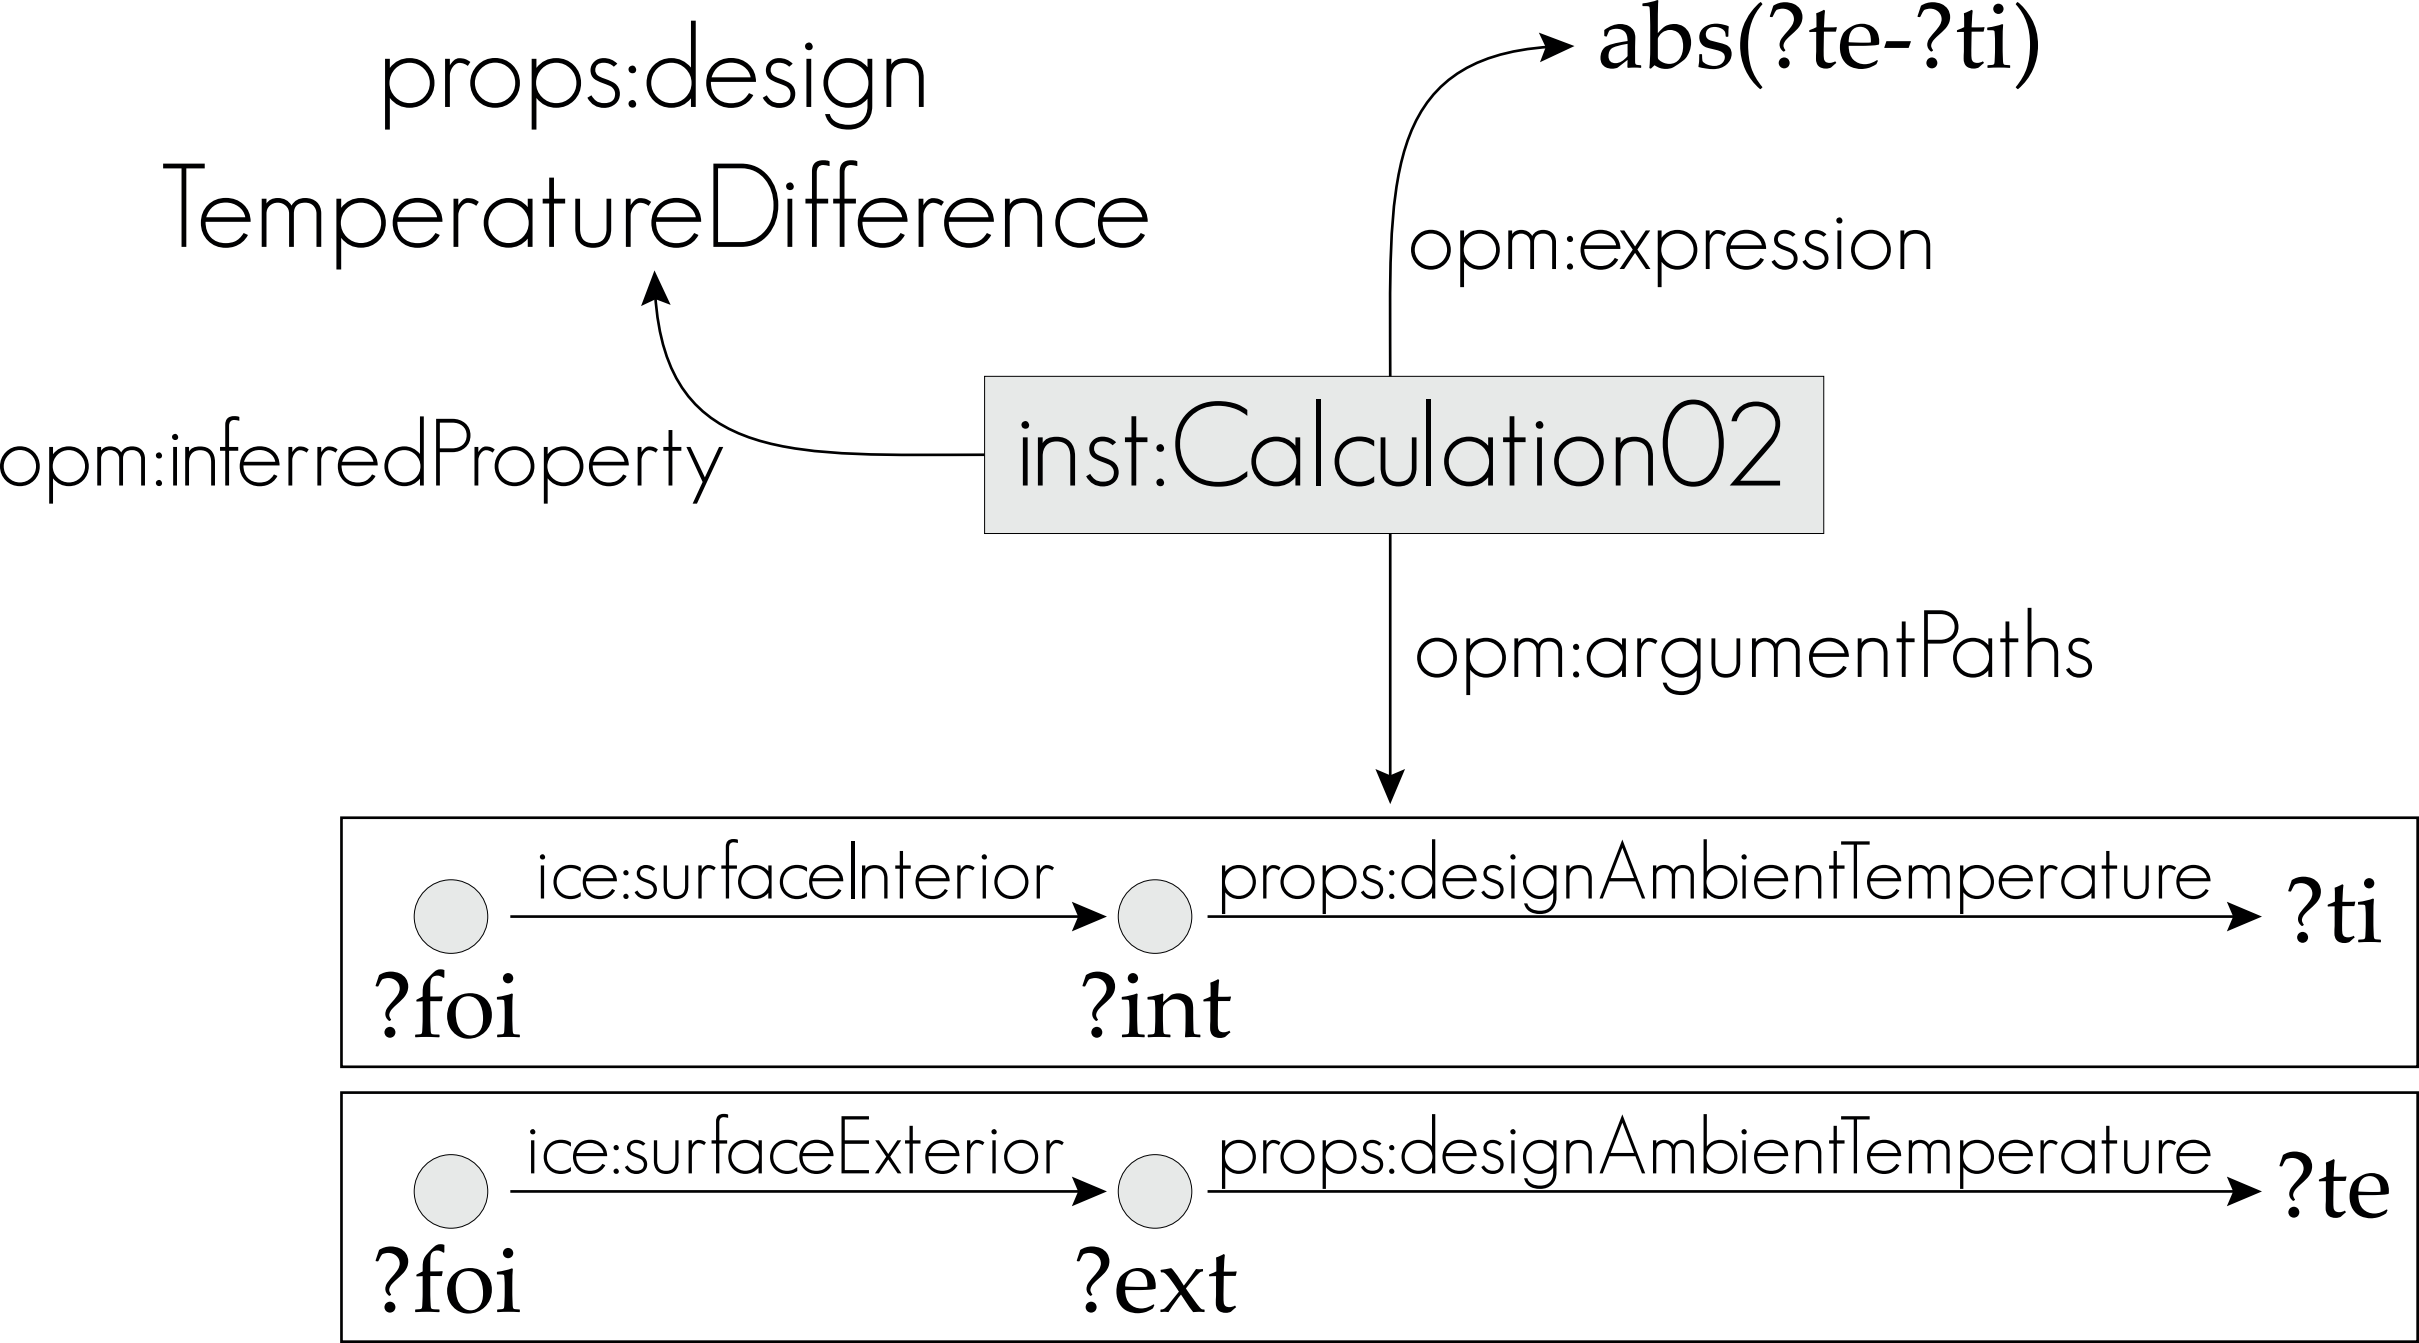 props:design
TemperatureDifference
abs(?te-?ti)
opm:expression
opm:inferredProperty
inst:Calculation02
opm:argumentPaths
ice:surfaceInterior
props:designAmbientTemperature
?ti
?foi
?int
ice:surfaceExterior
props:designAmbientTemperature
?te
?foi
?ext